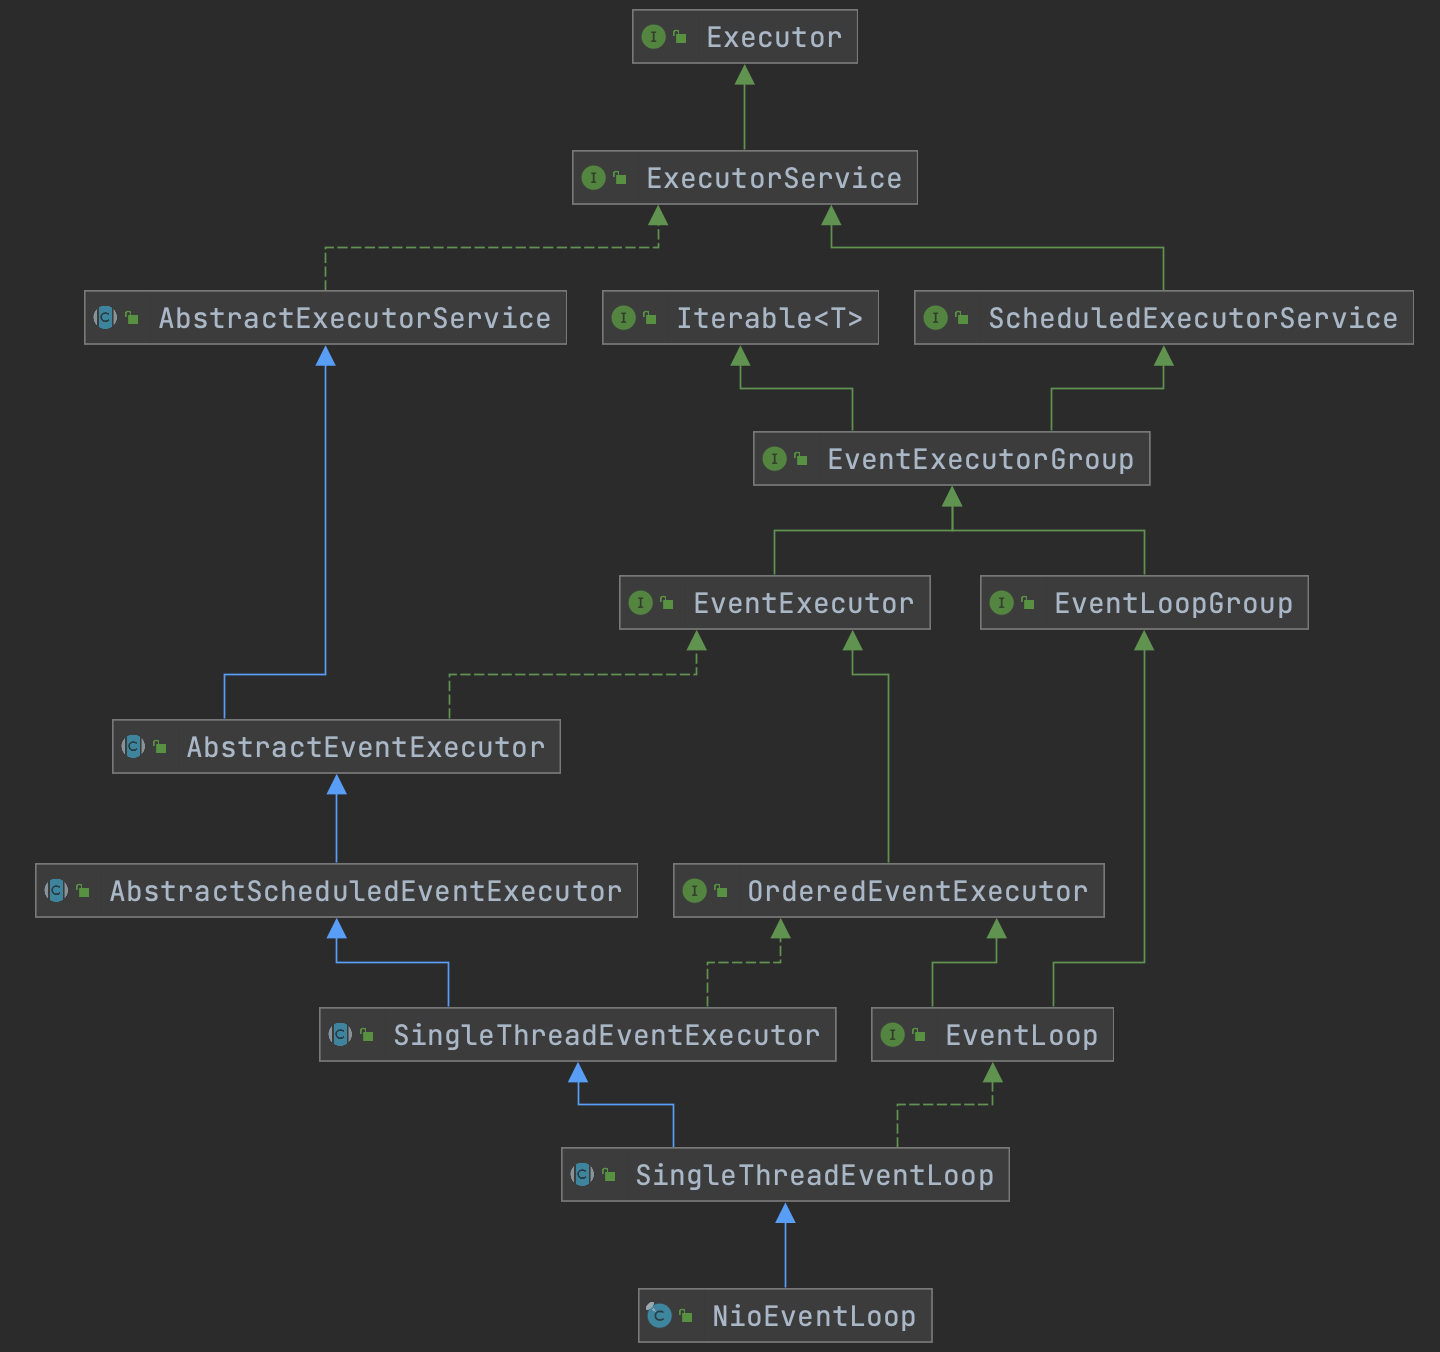 Executor
ExecutorService
AbstractExecutorService
Iterable<T>
ScheduledExecutorService
EventExecutorGroup
EventExecutor
EventLoopGroup
AbstractEventExecutor
AbstractScheduledEventExecutor
OrderedEventExecutor
SingleThreadEventExecutor
EventLoop
SingleThreadEventLoop
NioEventLoop